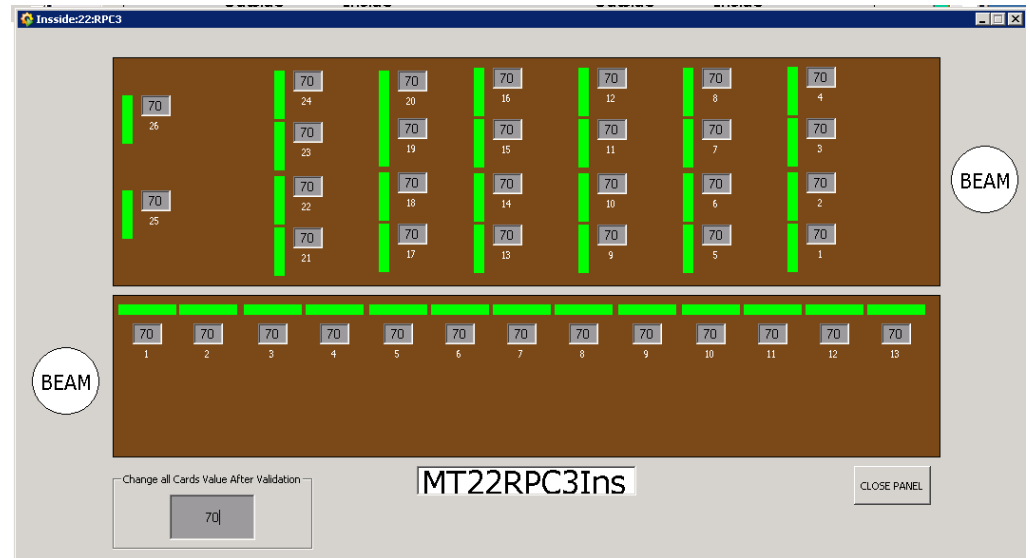 Insside:22:RPC3
70 70 70 70 70 70
24 20 16 12 8 4
70
26
70 70 70 70 70 70
23 19 15 11 7 3
BEAM
70 70 70 70 70 70
22 18 14 10 6 2
70
25
70 70 70 70 70 70
21 17 13 9 5 1
70 70 70 70 70 70 70 70 70 70 70 70 70
1 2 3 4 5 6 7 8 9 10 11 12 13
BEAM
Change all Cards Value After Validation
70
MT22RPC3Ins
CLOSE PANEL